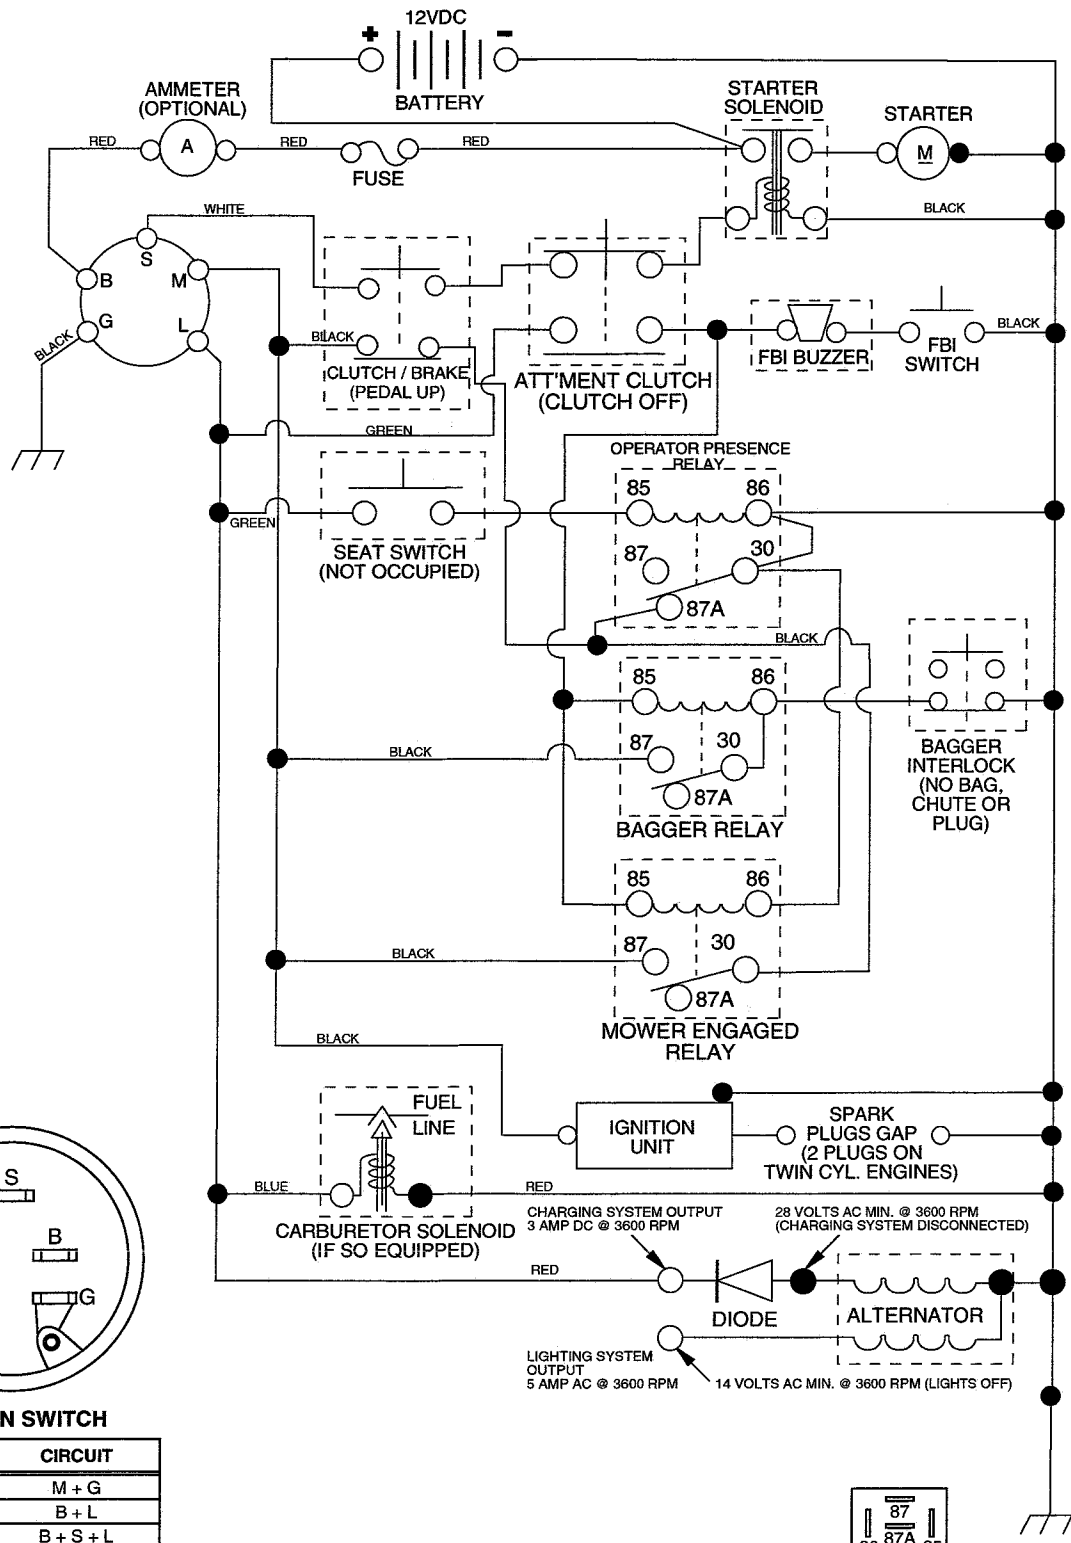 12VDC
+
-
BATTERY
AMMETER
(OPTIONAL)
RED
A
RED
FUSE
RED
STARTER
SOLENOID
STARTER
M
WHITE
BLACK
S
B
M
G
L
BLACK
BLACK
CLUTCH / BRAKE
(PEDAL UP)
ATT'MENT CLUTCH
(CLUTCH OFF)
FBI BUZZER
FBI
SWITCH
BLACK
GREEN
OPERATOR PRESENCE
RELAY
85
86
87
30
87A
GREEN
SEAT SWITCH
(NOT OCCUPIED)
BLACK
85
86
87
30
87A
BAGGER RELAY
BLACK
BAGGER
INTERLOCK
(NO BAG,
CHUTE OR
PLUG)
85
86
87
30
87A
MOWER ENGAGED
RELAY
BLACK
BLACK
FUEL
LINE
IGNITION
UNIT
SPARK
PLUGS GAP
(2 PLUGS ON
TWIN CYL. ENGINES)
BLUE
RED
CARBURETOR SOLENOID
(IF SO EQUIPPED)
CHARGING SYSTEM OUTPUT
3 AMP DC @ 3600 RPM
28 VOLTS AC MIN. @ 3600 RPM
(CHARGING SYSTEM DISCONNECTED)
RED
DIODE
ALTERNATOR
LIGHTING SYSTEM
OUTPUT
5 AMP AC @ 3600 RPM
14 VOLTS AC MIN. @ 3600 RPM (LIGHTS OFF)
S
B
G
N SWITCH
CIRCUIT
M + G
B + L
B + S + L
87
87A